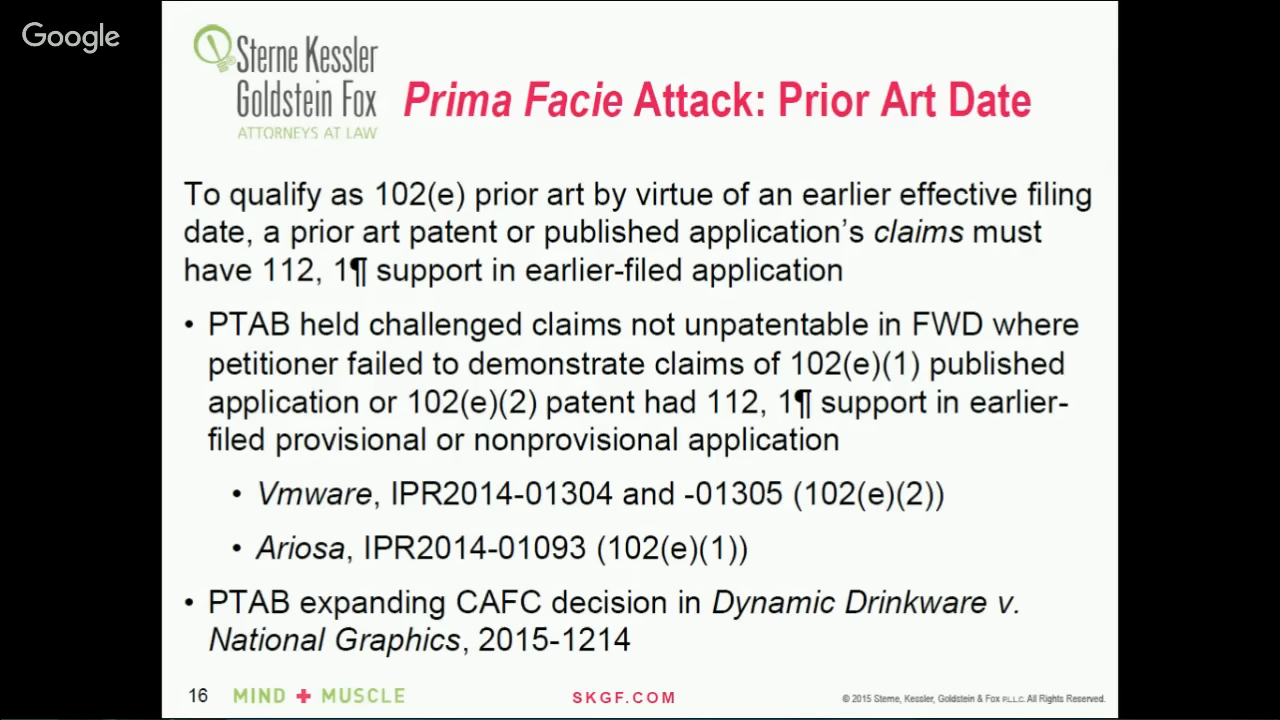 Google
Sterne Kessler
Goldstein Fox
ATTORNEYS AT LAW
Prima Facie Attack: Prior Art Date
To qualify as 102(e) prior art by virtue of an earlier effective filing
date, a prior art patent or published application's claims must
have 112, 1¶ support in earlier-filed application
• PTAB held challenged claims not unpatentable in FWD where
petitioner failed to demonstrate claims of 102(e)(1) published
application or 102(e)(2) patent had 112, 1¶ support in earlier-
filed provisional or nonprovisional application
• Vmware, IPR2014-01304 and -01305 (102(e)(2))
• Ariosa, IPR2014-01093 (102(e)(1))
• PTAB expanding CAFC decision in Dynamic Drinkware v.
National Graphics, 2015-1214
16 MIND + MUSCLE SKGF.COM © 2015 Sterne, Kessler, Goldstein & Fox P.L.L.C. All Rights Reserved.